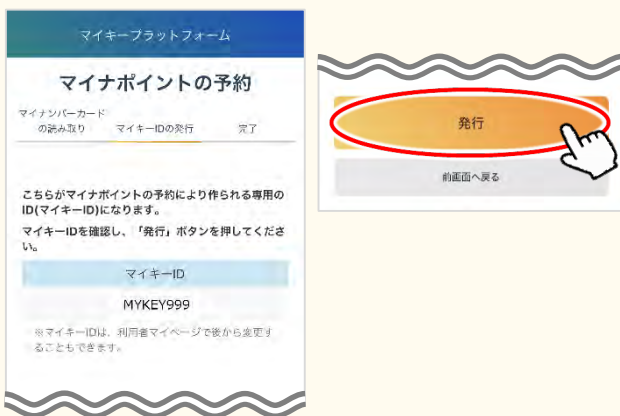 マイキープラットフォーム
マイナポイントの予約
マイナンバーカード
の読み取り
マイキーIDの発行
完了
こちらがマイナポイントの予約により作られる専用の
ID(マイキーID)になります。
マイキーIDを確認し、「発行」ボタンを押してくださ
い。
マイキーID
MYKEY999
※マイキーIDは、利用者マイページで後から変更す
ることもできます。
発行
前画面へ戻る